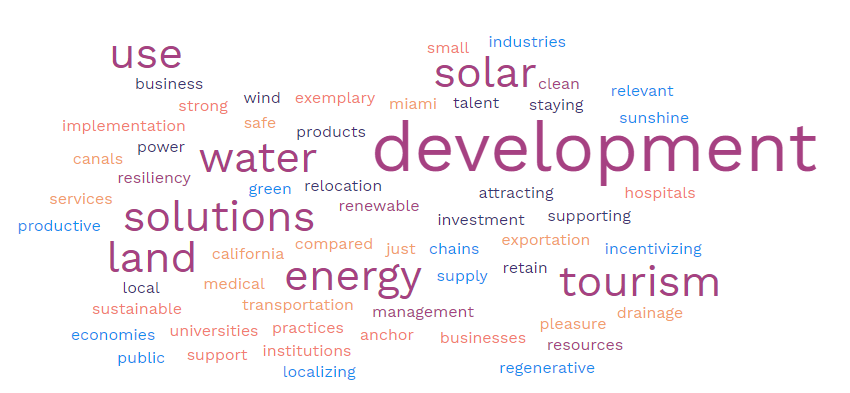 use
small
industries
solar
business
clean
relevant
strong
wind
exemplary
miami
talent
staying
sunshine
implementation
safe
products
development
canals
power
water
resiliency
green
relocation
attracting
hospitals
services
renewable
productive
solutions
investment
supporting
land
california
compared
just
chains
exportation
incentivizing
local
medical
energy
supply
retain
tourism
sustainable
transportation
management
pleasure
drainage
economies
universities
practices
anchor
businesses
resources
public
support
institutions
localizing
regenerative